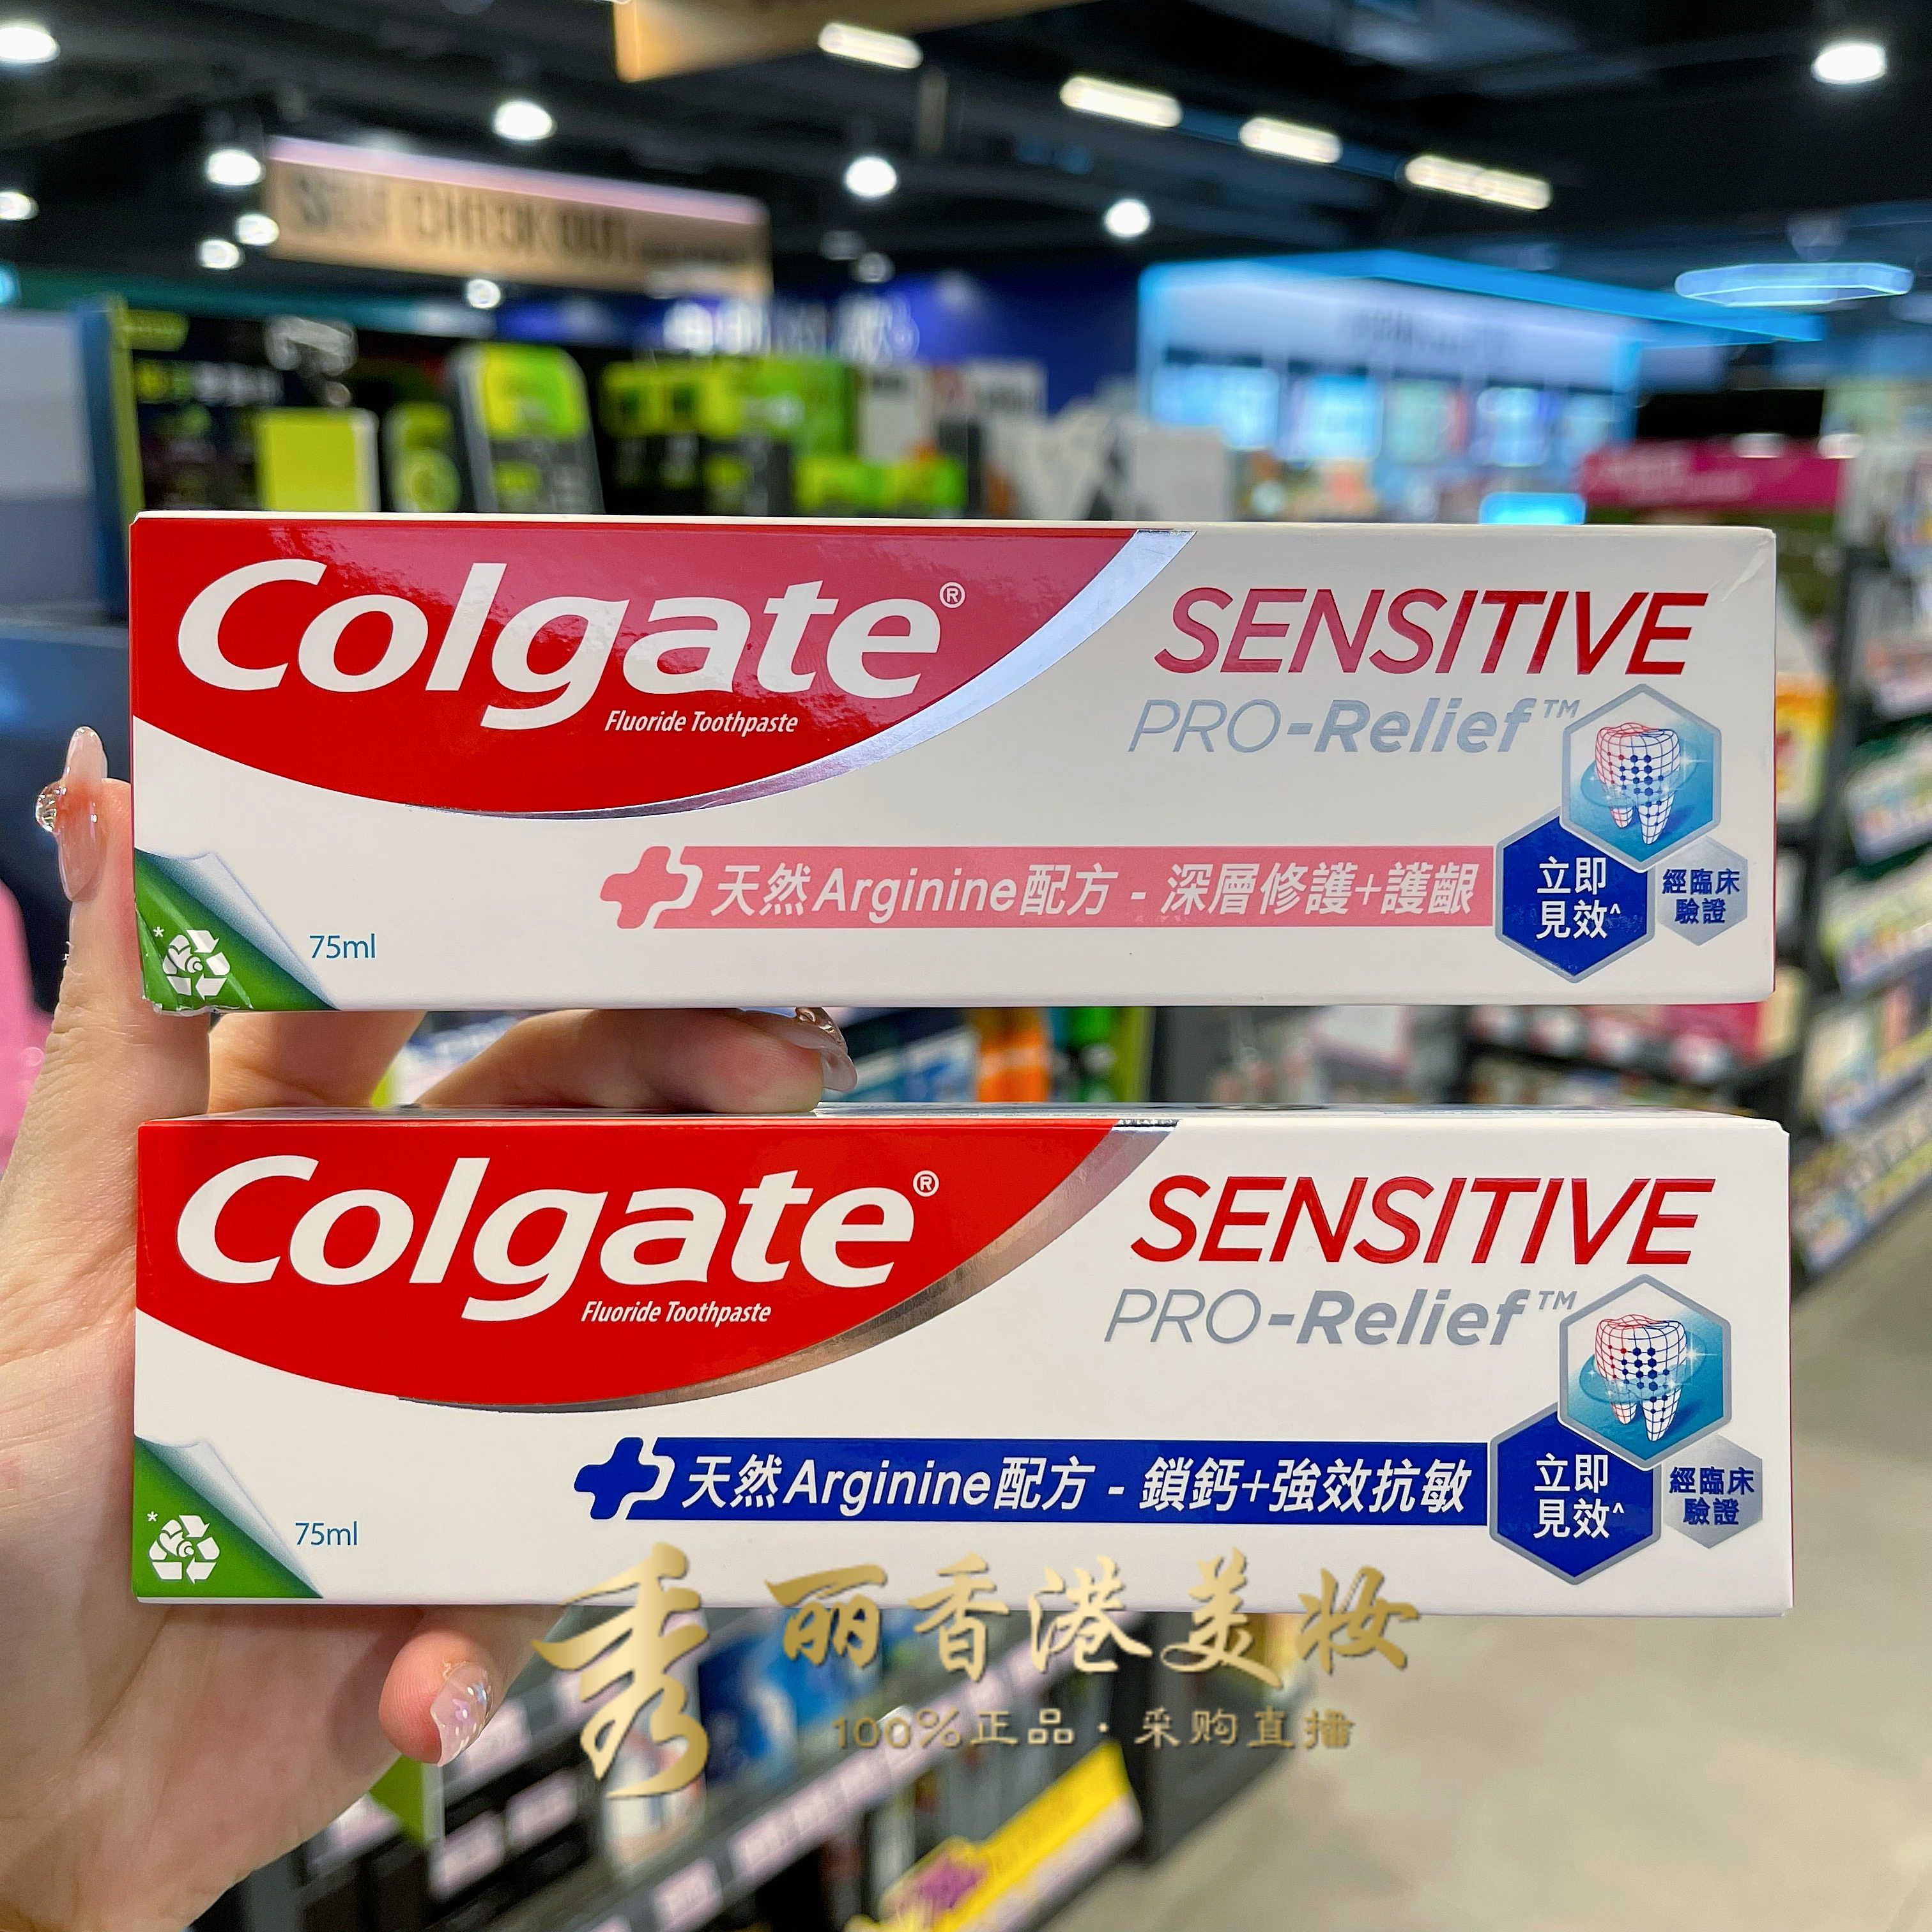 SELF CHECK OUT
Colgate®
Fluoride Toothpaste
SENSITIVE
PRO-Relief™
天然Arginine配方 - 深層修護+護齦
立即
見效^
經臨床
驗證
*
75ml
Colgate®
Fluoride Toothpaste
SENSITIVE
PRO-Relief™
天然Arginine配方 - 鎖鈣+強效抗敏
立即
見效^
經臨床
驗證
*
75ml
秀丽香港美妆
100%正品·采购直播